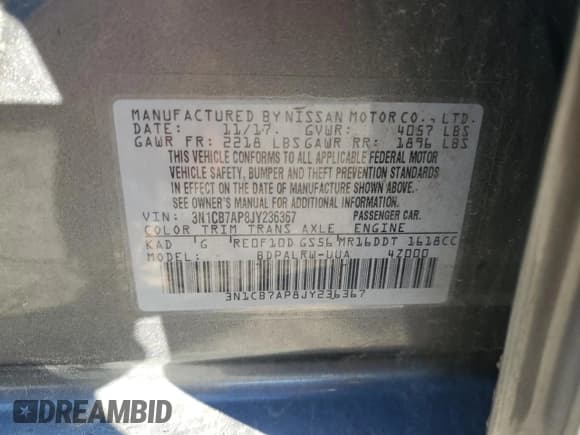 MANUFACTURED BY NISSAN MOTOR CO., LTD.
DATE: 11/17. GVWR: 4057 LBS
GAWR FR: 2218 LBS GAWR RR: 1896 LBS
THIS VEHICLE CONFORMS TO ALL APPLICABLE FEDERAL MOTOR
VEHICLE SAFETY, BUMPER AND THEFT PREVENTION STANDARDS
IN EFFECT ON THE DATE OF MANUFACTURE SHOWN ABOVE.
SEE OWNER'S MANUAL FOR ADDITIONAL INFORMATION.
VIN: 3N1CB7AP8JY236367 PASSENGER CAR.
COLOR TRIM TRANS AXLE ENGINE
KAD G RE0F10D GS56 MR16DDT 1618CC
MODEL: BDPALRW-UUA 4Z000
3N1CB7AP8JY236367
DREAMBID